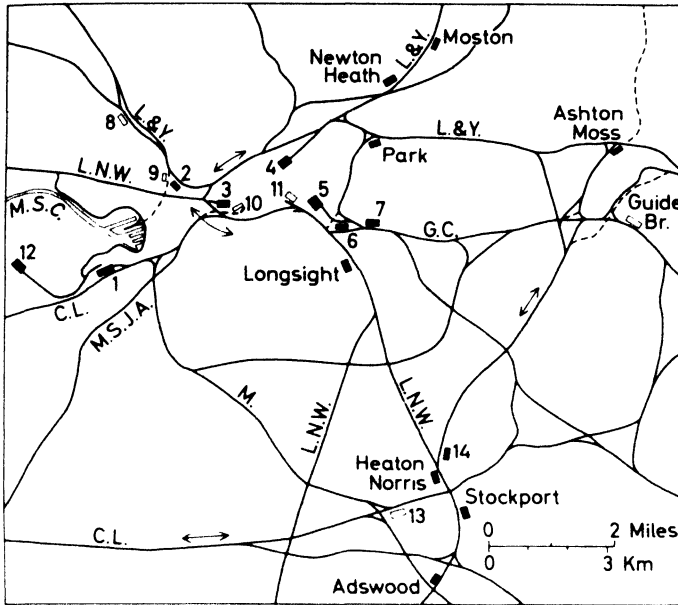 Newton
Heath
L.&Y.
Moston
L.&Y.
8
L.&Y.
Ashton
Moss
L.N.W.
9
2
4
Park
3
10
11
5
7
Guide
Br.
M.S.C.
G.C.
6
12
1
Longsight
C.L.
M.S.J.A.
M.
L.N.W.
L.N.W.
14
Heaton
Norris
Stockport
13
C.L.
0 2 Miles
0 3 Km
Adswood